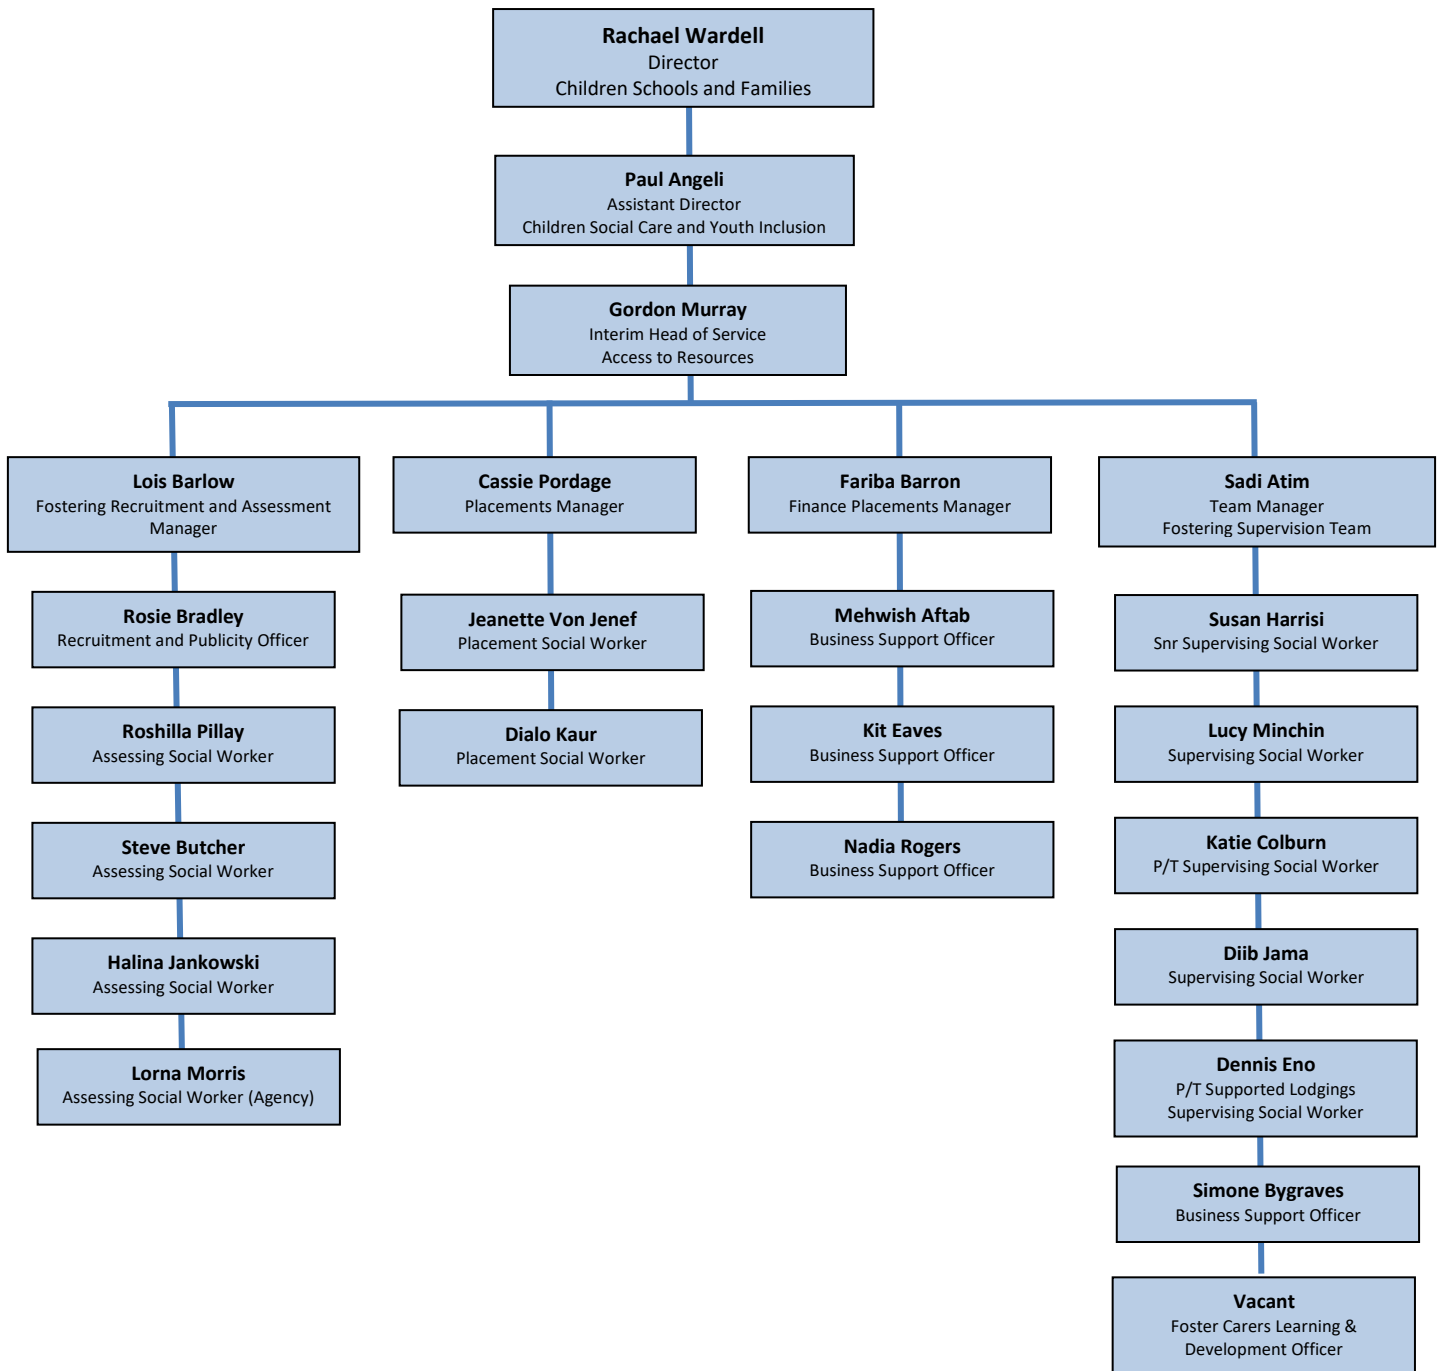 Rachael Wardell
Director
Children Schools and Families
Paul Angeli
Assistant Director
Children Social Care and Youth Inclusion
Gordon Murray
Interim Head of Service
Access to Resources
Lois Barlow
Fostering Recruitment and Assessment
Manager
Rosie Bradley
Recruitment and Publicity Officer
Roshilla Pillay
Assessing Social Worker
Steve Butcher
Assessing Social Worker
Halina Jankowski
Assessing Social Worker
Lorna Morris
Assessing Social Worker (Agency)
Cassie Pordage
Placements Manager
Jeanette Von Jenef
Placement Social Worker
Dialo Kaur
Placement Social Worker
Fariba Barron
Finance Placements Manager
Mehwish Aftab
Business Support Officer
Kit Eaves
Business Support Officer
Nadia Rogers
Business Support Officer
Sadi Atim
Team Manager
Fostering Supervision Team
Susan Harrisi
Snr Supervising Social Worker
Lucy Minchin
Supervising Social Worker
Katie Colburn
P/T Supervising Social Worker
Diib Jama
Supervising Social Worker
Dennis Eno
P/T Supported Lodgings
Supervising Social Worker
Simone Bygraves
Business Support Officer
Vacant
Foster Carers Learning &
Development Officer